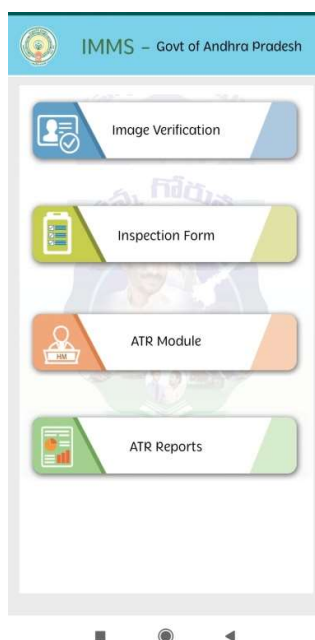 IMMS – Govt of Andhra Pradesh
Image Verification
Inspection Form
HM
ATR Module
ATR Reports